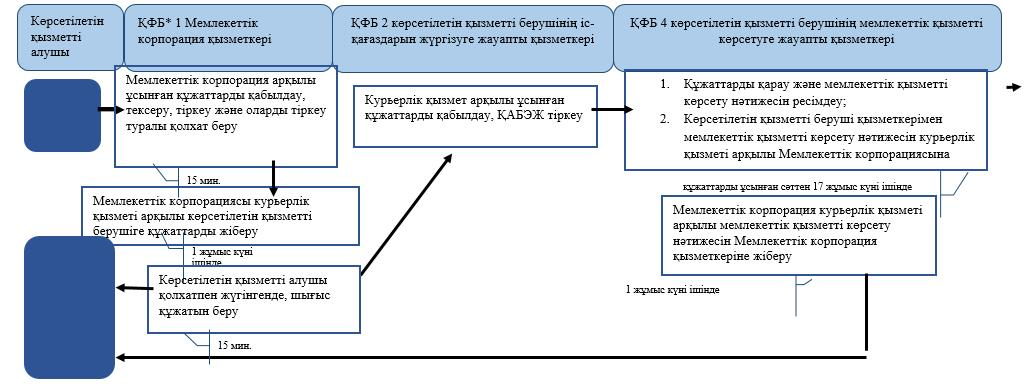 Көрсетілетін
қызметті
алушы
ҚФБ* 1 Мемлекеттік
корпорация қызметкері
ҚФБ 2 көрсетілетін қызметті берушінің іс-
қағаздарын жүргізуге жауапты қызметкері
ҚФБ 4 көрсетілетін қызметті берушінің мемлекеттік қызметті
көрсетуге жауапты қызметкері
Мемлекеттік корпорация арқылы
ұсынған құжаттарды қабылдау,
тексеру, тіркеу және оларды тіркеу
туралы қолхат беру
15 мин.
Мемлекеттік корпорациясы курьерлік
қызметі арқылы көрсетілетін қызметті
берушіге құжаттарды жіберу
1 жұмыс күні
ішінде
Көрсетілетін қызметті алушы
қолхатпен жүгінгенде, шығыс
құжатын беру
15 мин.
Курьерлік қызмет арқылы ұсынған
құжаттарды қабылдау, ҚАБЭЖ тіркеу
1. Құжаттарды қарау және мемлекеттік қызметті
көрсету нәтижесін ресімдеу;
2. Көрсетілетін қызметті беруші қызметкерімен
мемлекеттік қызметті көрсету нәтижесін курьерлік
қызметі арқылы Мемлекеттік корпорациясына
құжаттарды ұсынған сәттен 17 жұмыс күні ішінде
Мемлекеттік корпорация курьерлік қызметі
арқылы мемлекеттік қызметті көрсету
нәтижесін Мемлекеттік корпорация
қызметкеріне жіберу
1 жұмыс күні ішінде